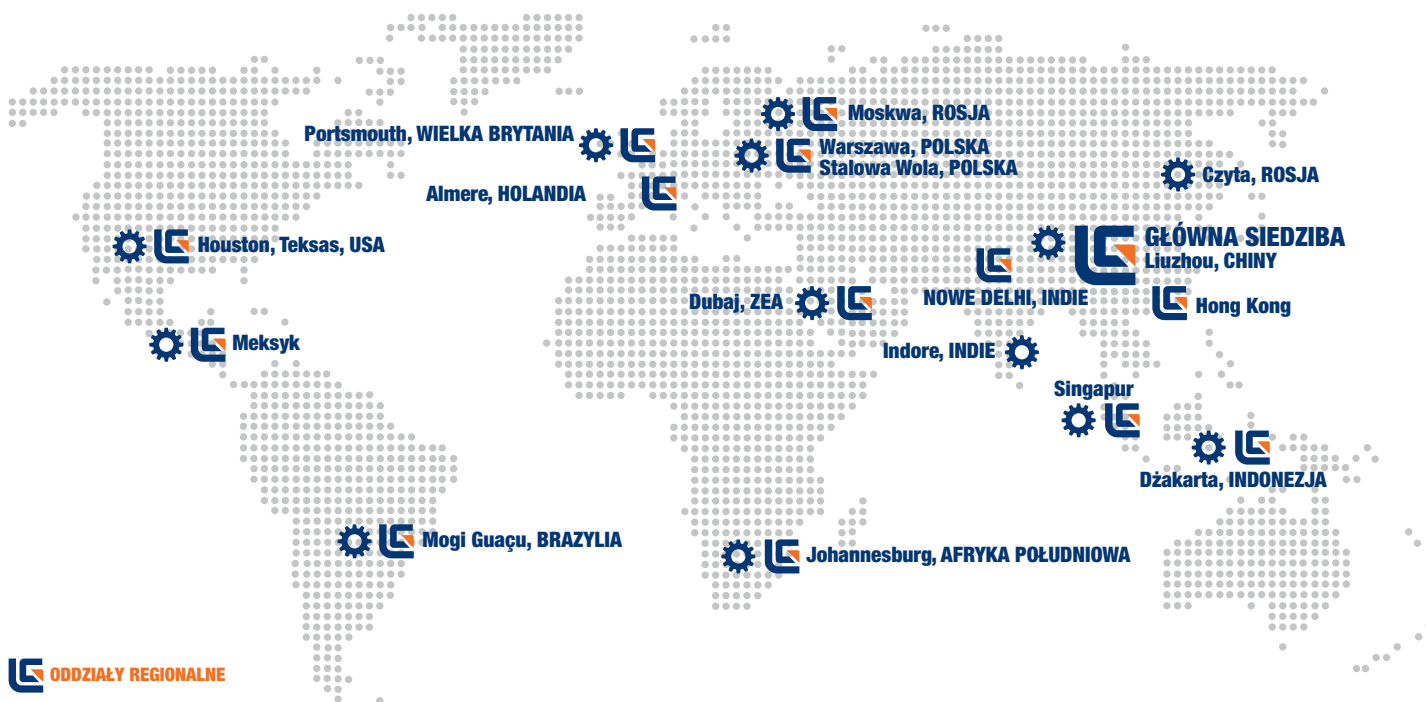 Moskwa, ROSJA
Portsmouth, WIELKA BRYTANIA
Warszawa, POLSKA
Stalowa Wola, POLSKA
Czyta, ROSJA
Almere, HOLANDIA
Houston, Teksas, USA
GŁÓWNA SIEDZIBA
Liuzhou, CHINY
NOWE DELHI, INDIE
Dubaj, ZEA
Hong Kong
Meksyk
Indore, INDIE
Singapur
Dżakarta, INDONEZJA
Mogi Guaçu, BRAZYLIA
Johannesburg, AFRYKA POŁUDNIOWA
ODDZIAŁY REGIONALNE